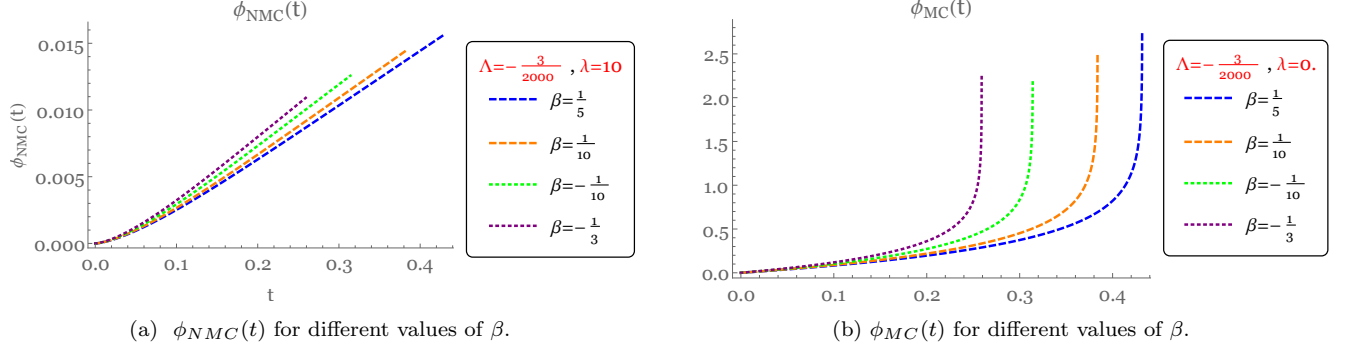 ϕNMC(t)
ϕNMC(t)
0.015
0.010
0.005
0.000
0.0 0.1 0.2 0.3 0.4
t
Λ=-3/2000 , λ=10
β=1/5
β=1/10
β=-1/10
β=-1/3
(a) ϕNMC(t) for different values of β.
ϕMC(t)
2.5
2.0
1.5
1.0
0.5
0.0
0.0 0.1 0.2 0.3 0.4
Λ=-3/2000 , λ=0.
β=1/5
β=1/10
β=-1/10
β=-1/3
(b) ϕMC(t) for different values of β.